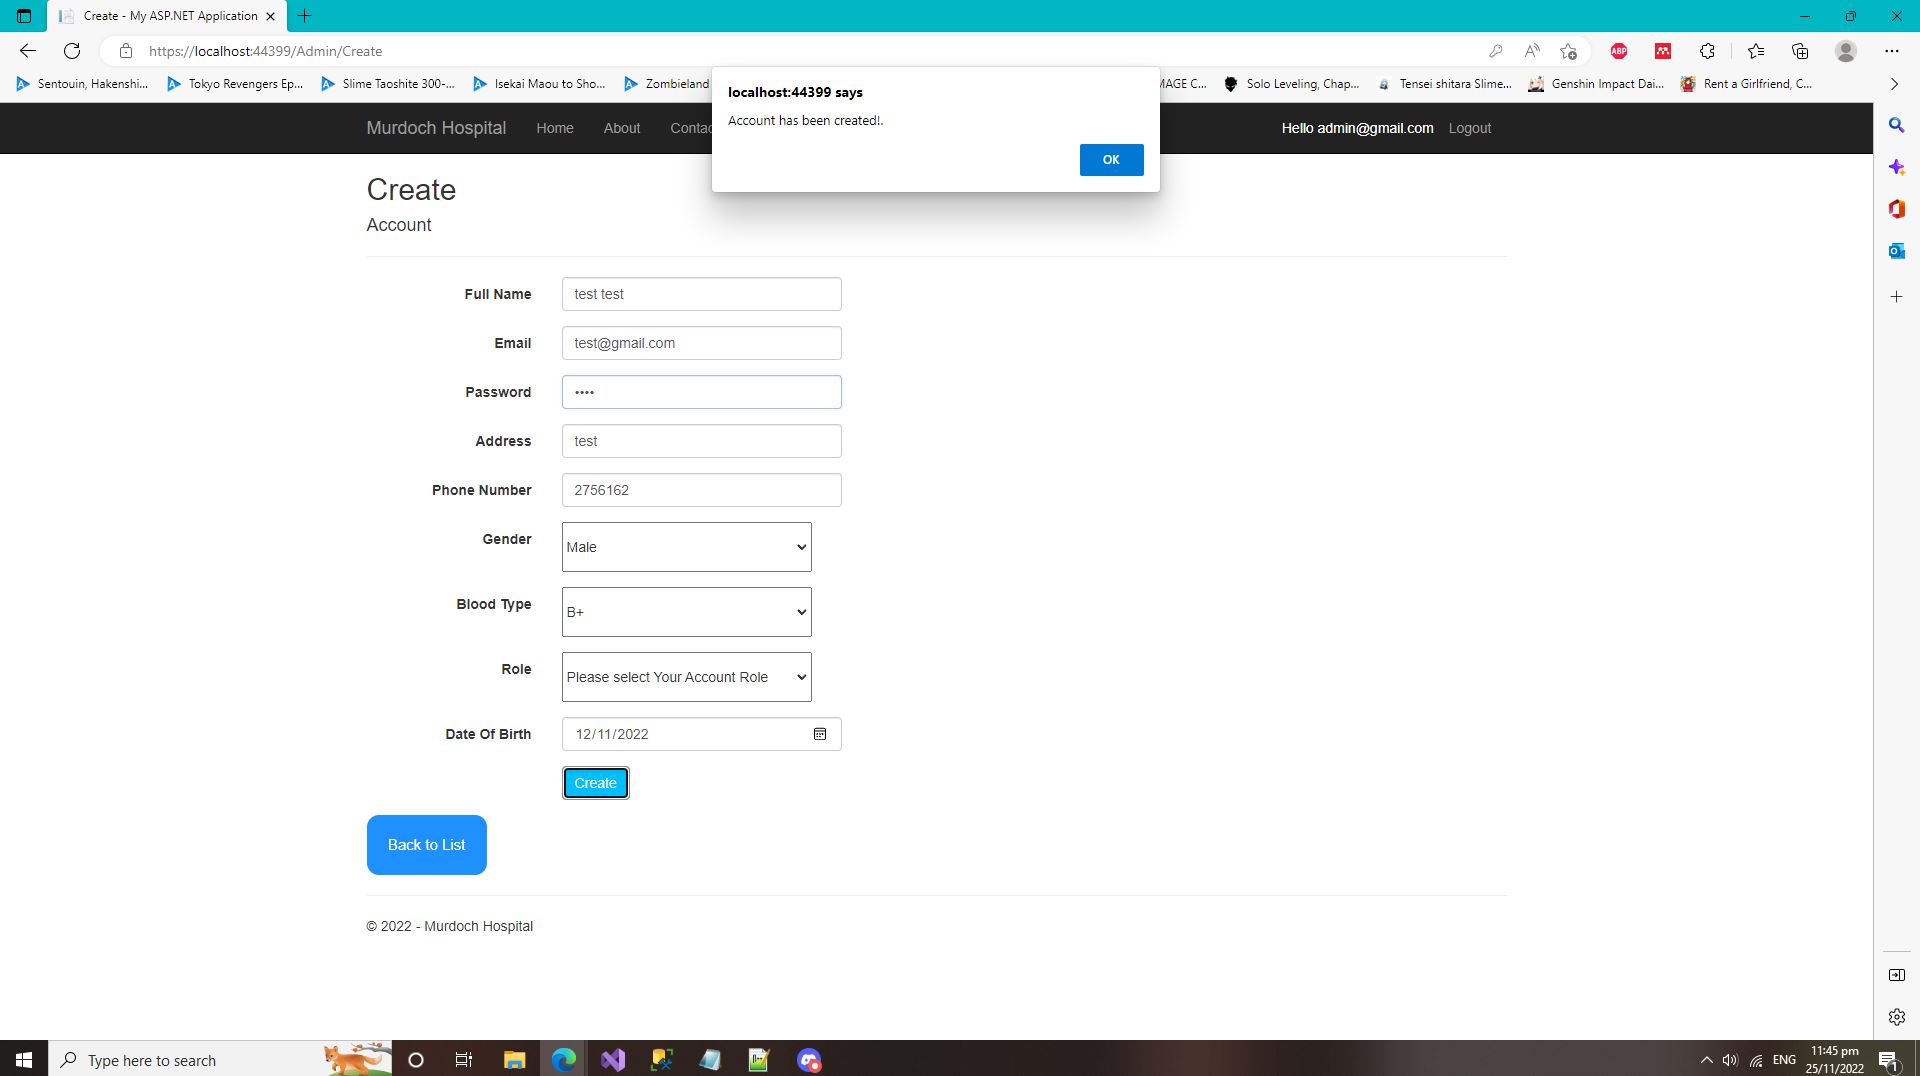 Create - My ASP.NET Application
https://localhost:44399/Admin/Create
ABP
Sentouin, Hakenshi...
Tokyo Revengers Ep...
Slime Taoshite 300-...
Isekai Maou to Sho...
Zombieland
MAGE C...
Solo Leveling, Chap...
Tensei shitara Slime...
Genshin Impact Dai...
Rent a Girlfriend, C...
localhost:44399 says
Account has been created!.
OK
Murdoch Hospital
Home
About
Contac
Hello admin@gmail.com
Logout
Create
Account
Full Name
test test
Email
test@gmail.com
Password
••••
Address
test
Phone Number
2756162
Gender
Male
Blood Type
B+
Role
Please select Your Account Role
Date Of Birth
12/11/2022
Create
Back to List
© 2022 - Murdoch Hospital
Type here to search
ENG
11:45 pm
25/11/2022
1